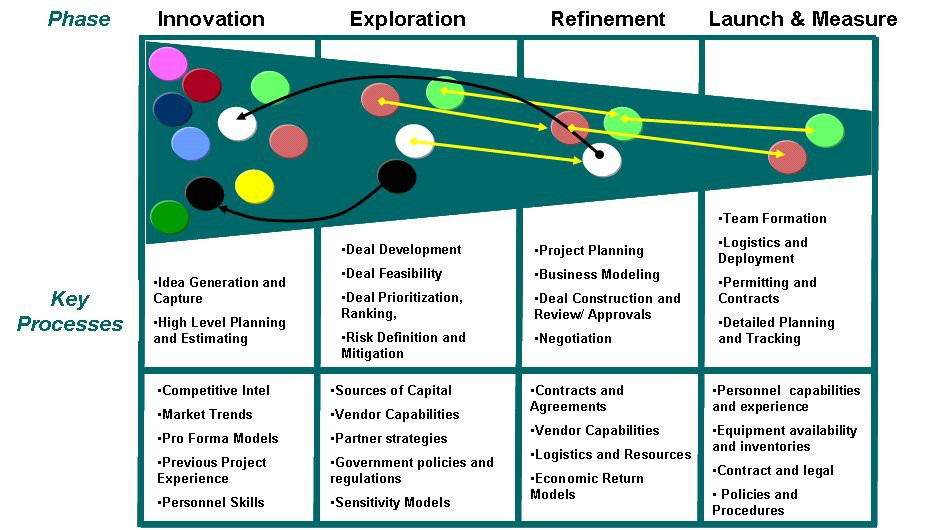 Phase Innovation Exploration Refinement Launch & Measure
Key
Processes
•Idea Generation and
Capture
•High Level Planning
and Estimating
•Deal Development
•Deal Feasibility
•Deal Prioritization,
Ranking,
•Risk Definition and
Mitigation
•Project Planning
•Business Modeling
•Deal Construction and
Review/ Approvals
•Negotiation
•Team Formation
•Logistics and
Deployment
•Permitting and
Contracts
•Detailed Planning
and Tracking
•Competitive Intel
•Market Trends
•Pro Forma Models
•Previous Project
Experience
•Personnel Skills
•Sources of Capital
•Vendor Capabilities
•Partner strategies
•Government policies and
regulations
•Sensitivity Models
•Contracts and
Agreements
•Vendor Capabilities
•Logistics and Resources
•Economic Return
Models
•Personnel capabilities
and experience
•Equipment availability
and inventories
•Contract and legal
• Policies and
Procedures